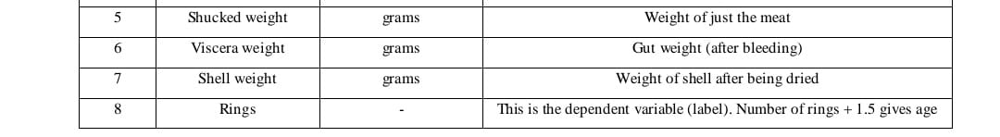 5 Shucked weight grams Weight of just the meat
6 Viscera weight grams Gut weight (after bleeding)
7 Shell weight grams Weight of shell after being dried
8 Rings - This is the dependent variable (label). Number of rings + 1.5 gives age